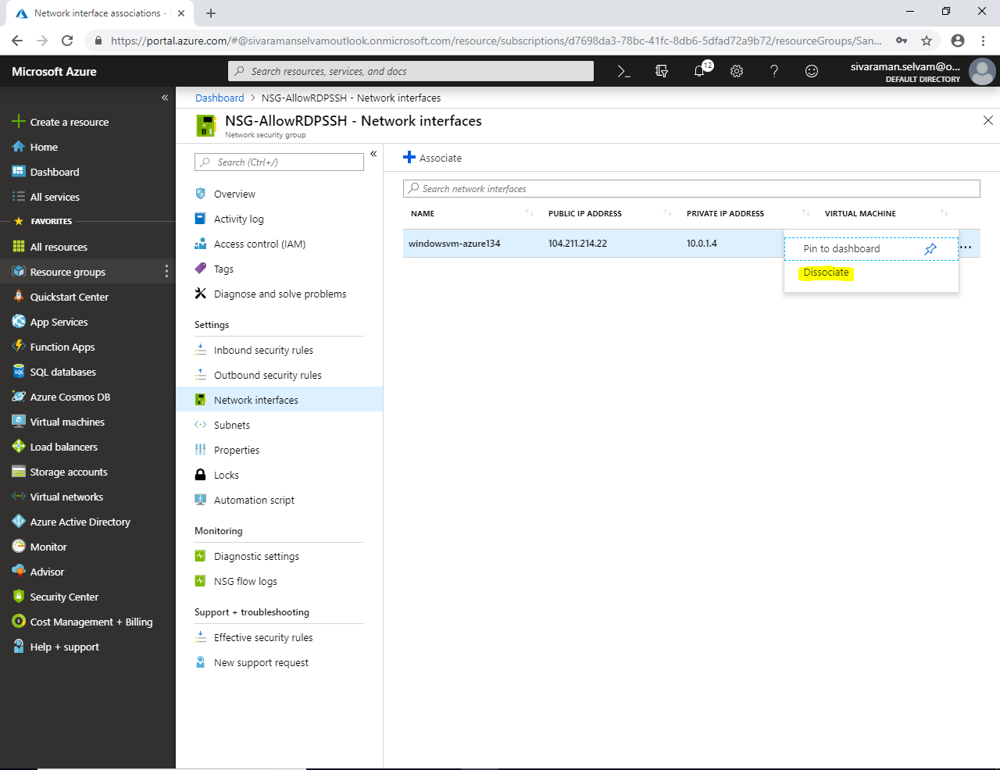 Network interface associations -
https://portal.azure.com/#@sivaramanselvamoutlook.onmicrosoft.com/resource/subscriptions/d7698da3-78bc-41fc-8db6-5dfad72a9b72/resourceGroups/San...
Microsoft Azure
Search resources, services, and docs
12
sivaraman.selvam@o...
DEFAULT DIRECTORY
Create a resource
Home
Dashboard
All services
FAVORITES
All resources
Resource groups
Quickstart Center
App Services
Function Apps
SQL databases
Azure Cosmos DB
Virtual machines
Load balancers
Storage accounts
Virtual networks
Azure Active Directory
Monitor
Advisor
Security Center
Cost Management + Billing
Help + support
Dashboard > NSG-AllowRDPSSH - Network interfaces
NSG-AllowRDPSSH - Network interfaces
Network security group
Search (Ctrl+/)
Overview
Activity log
Access control (IAM)
Tags
Diagnose and solve problems
Settings
Inbound security rules
Outbound security rules
Network interfaces
Subnets
Properties
Locks
Automation script
Monitoring
Diagnostic settings
NSG flow logs
Support + troubleshooting
Effective security rules
New support request
Associate
Search network interfaces
NAME PUBLIC IP ADDRESS PRIVATE IP ADDRESS VIRTUAL MACHINE
windowsvm-azure134 104.211.214.22 10.0.1.4
Pin to dashboard
Dissociate